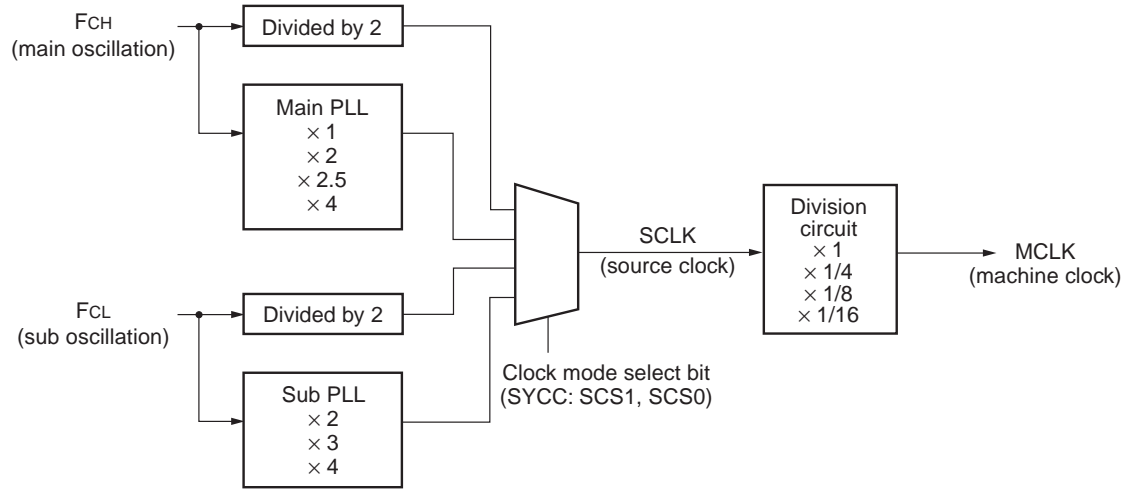 FCH
(main oscillation)
Divided by 2
Main PLL
× 1
× 2
× 2.5
× 4
FCL
(sub oscillation)
Divided by 2
Sub PLL
× 2
× 3
× 4
Clock mode select bit
(SYCC: SCS1, SCS0)
SCLK
(source clock)
Division
circuit
× 1
× 1/4
× 1/8
× 1/16
MCLK
(machine clock)